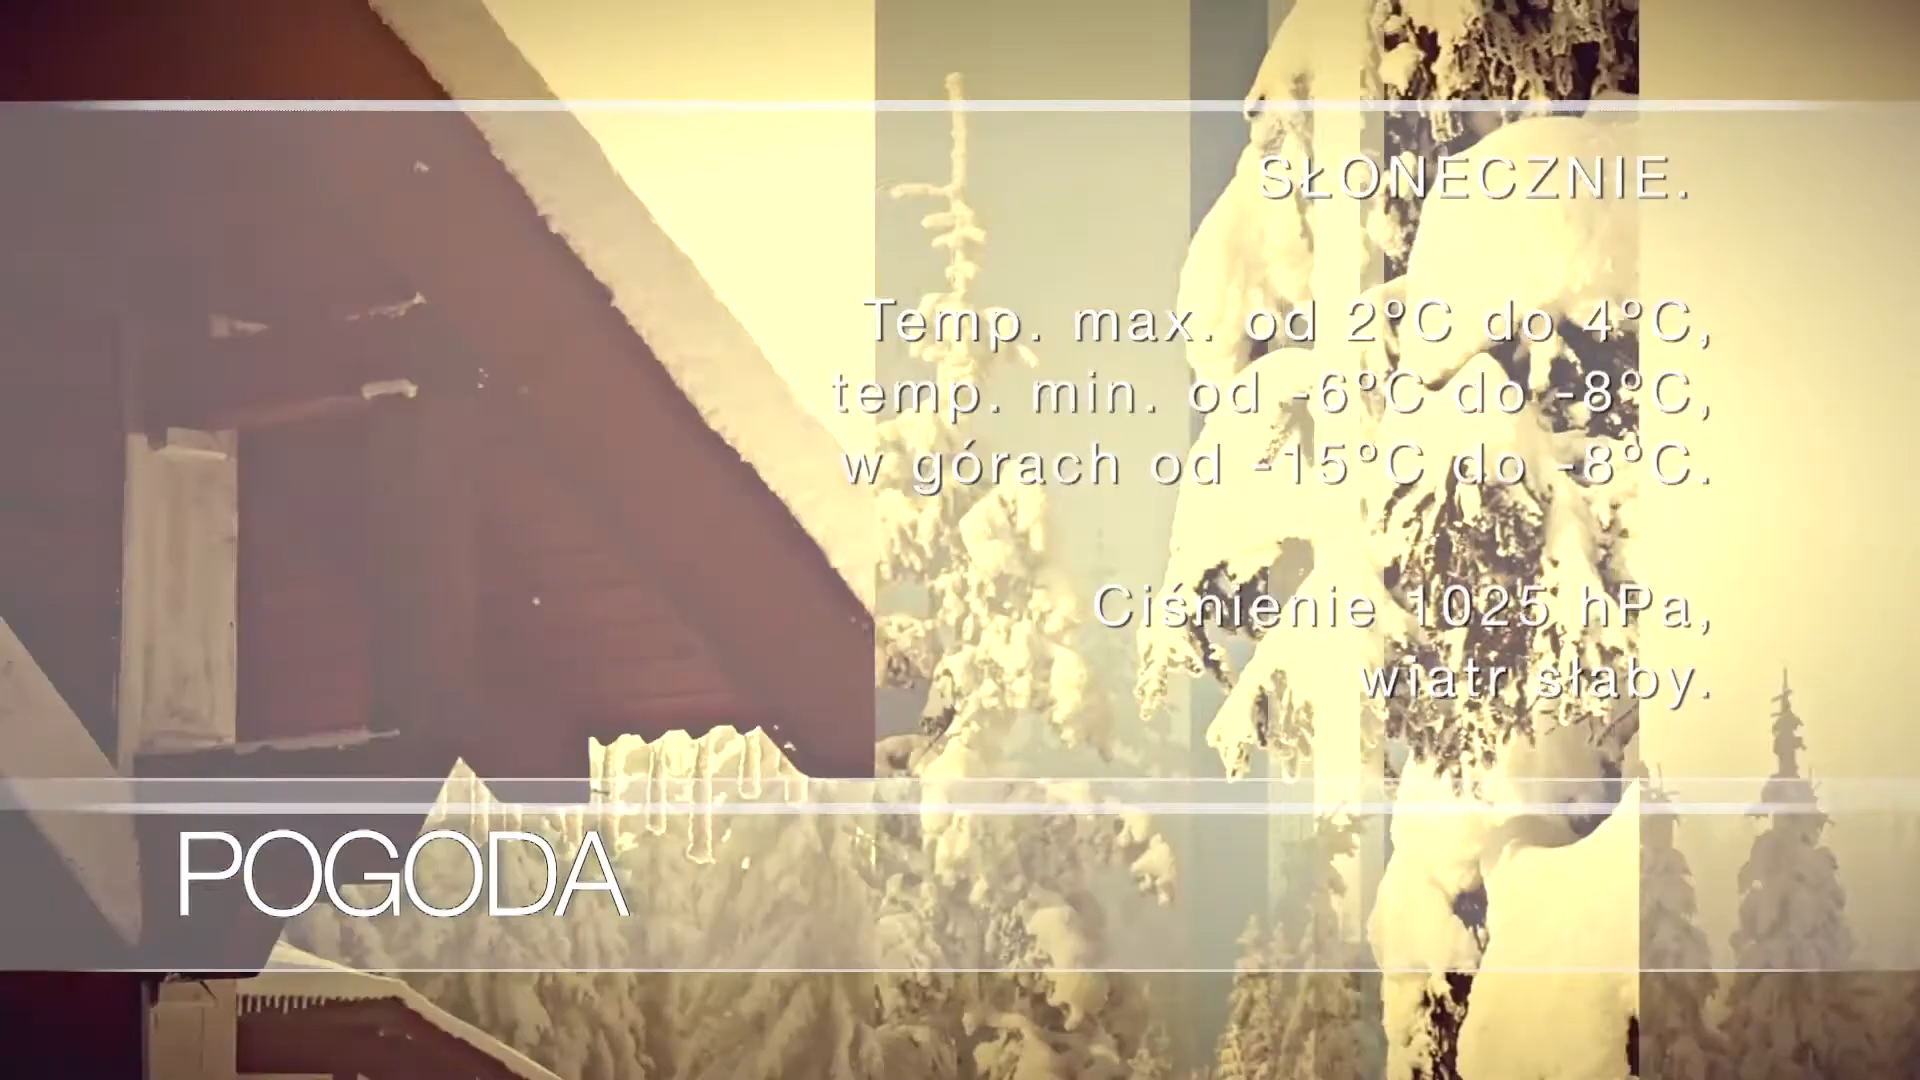 SŁONECZNIE.
Temp. max. od 2°C do 4°C,
temp. min. od -6°C do -8°C,
w górach od -15°C do -8°C.
Ciśnienie 1025 hPa,
wiatr słaby.
POGODA